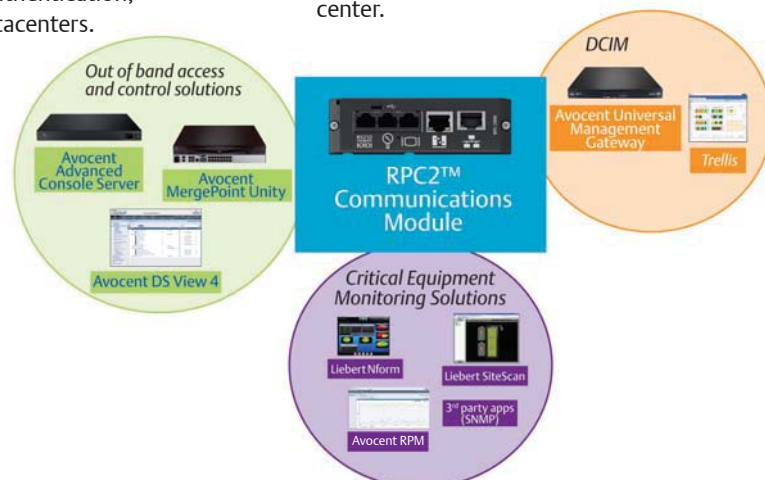 uthentication,
tacenters.
center.
Out of band access
and control solutions
Avocent
Advanced
Console Server
Avocent
MergePoint Unity
Avocent DS View 4
RPC2™
Communications
Module
DCIM
Avocent Universal
Management
Gateway
Trellis
Critical Equipment
Monitoring Solutions
Liebert Nform
Liebert SiteScan
Avocent RPM
3rd party apps
(SNMP)